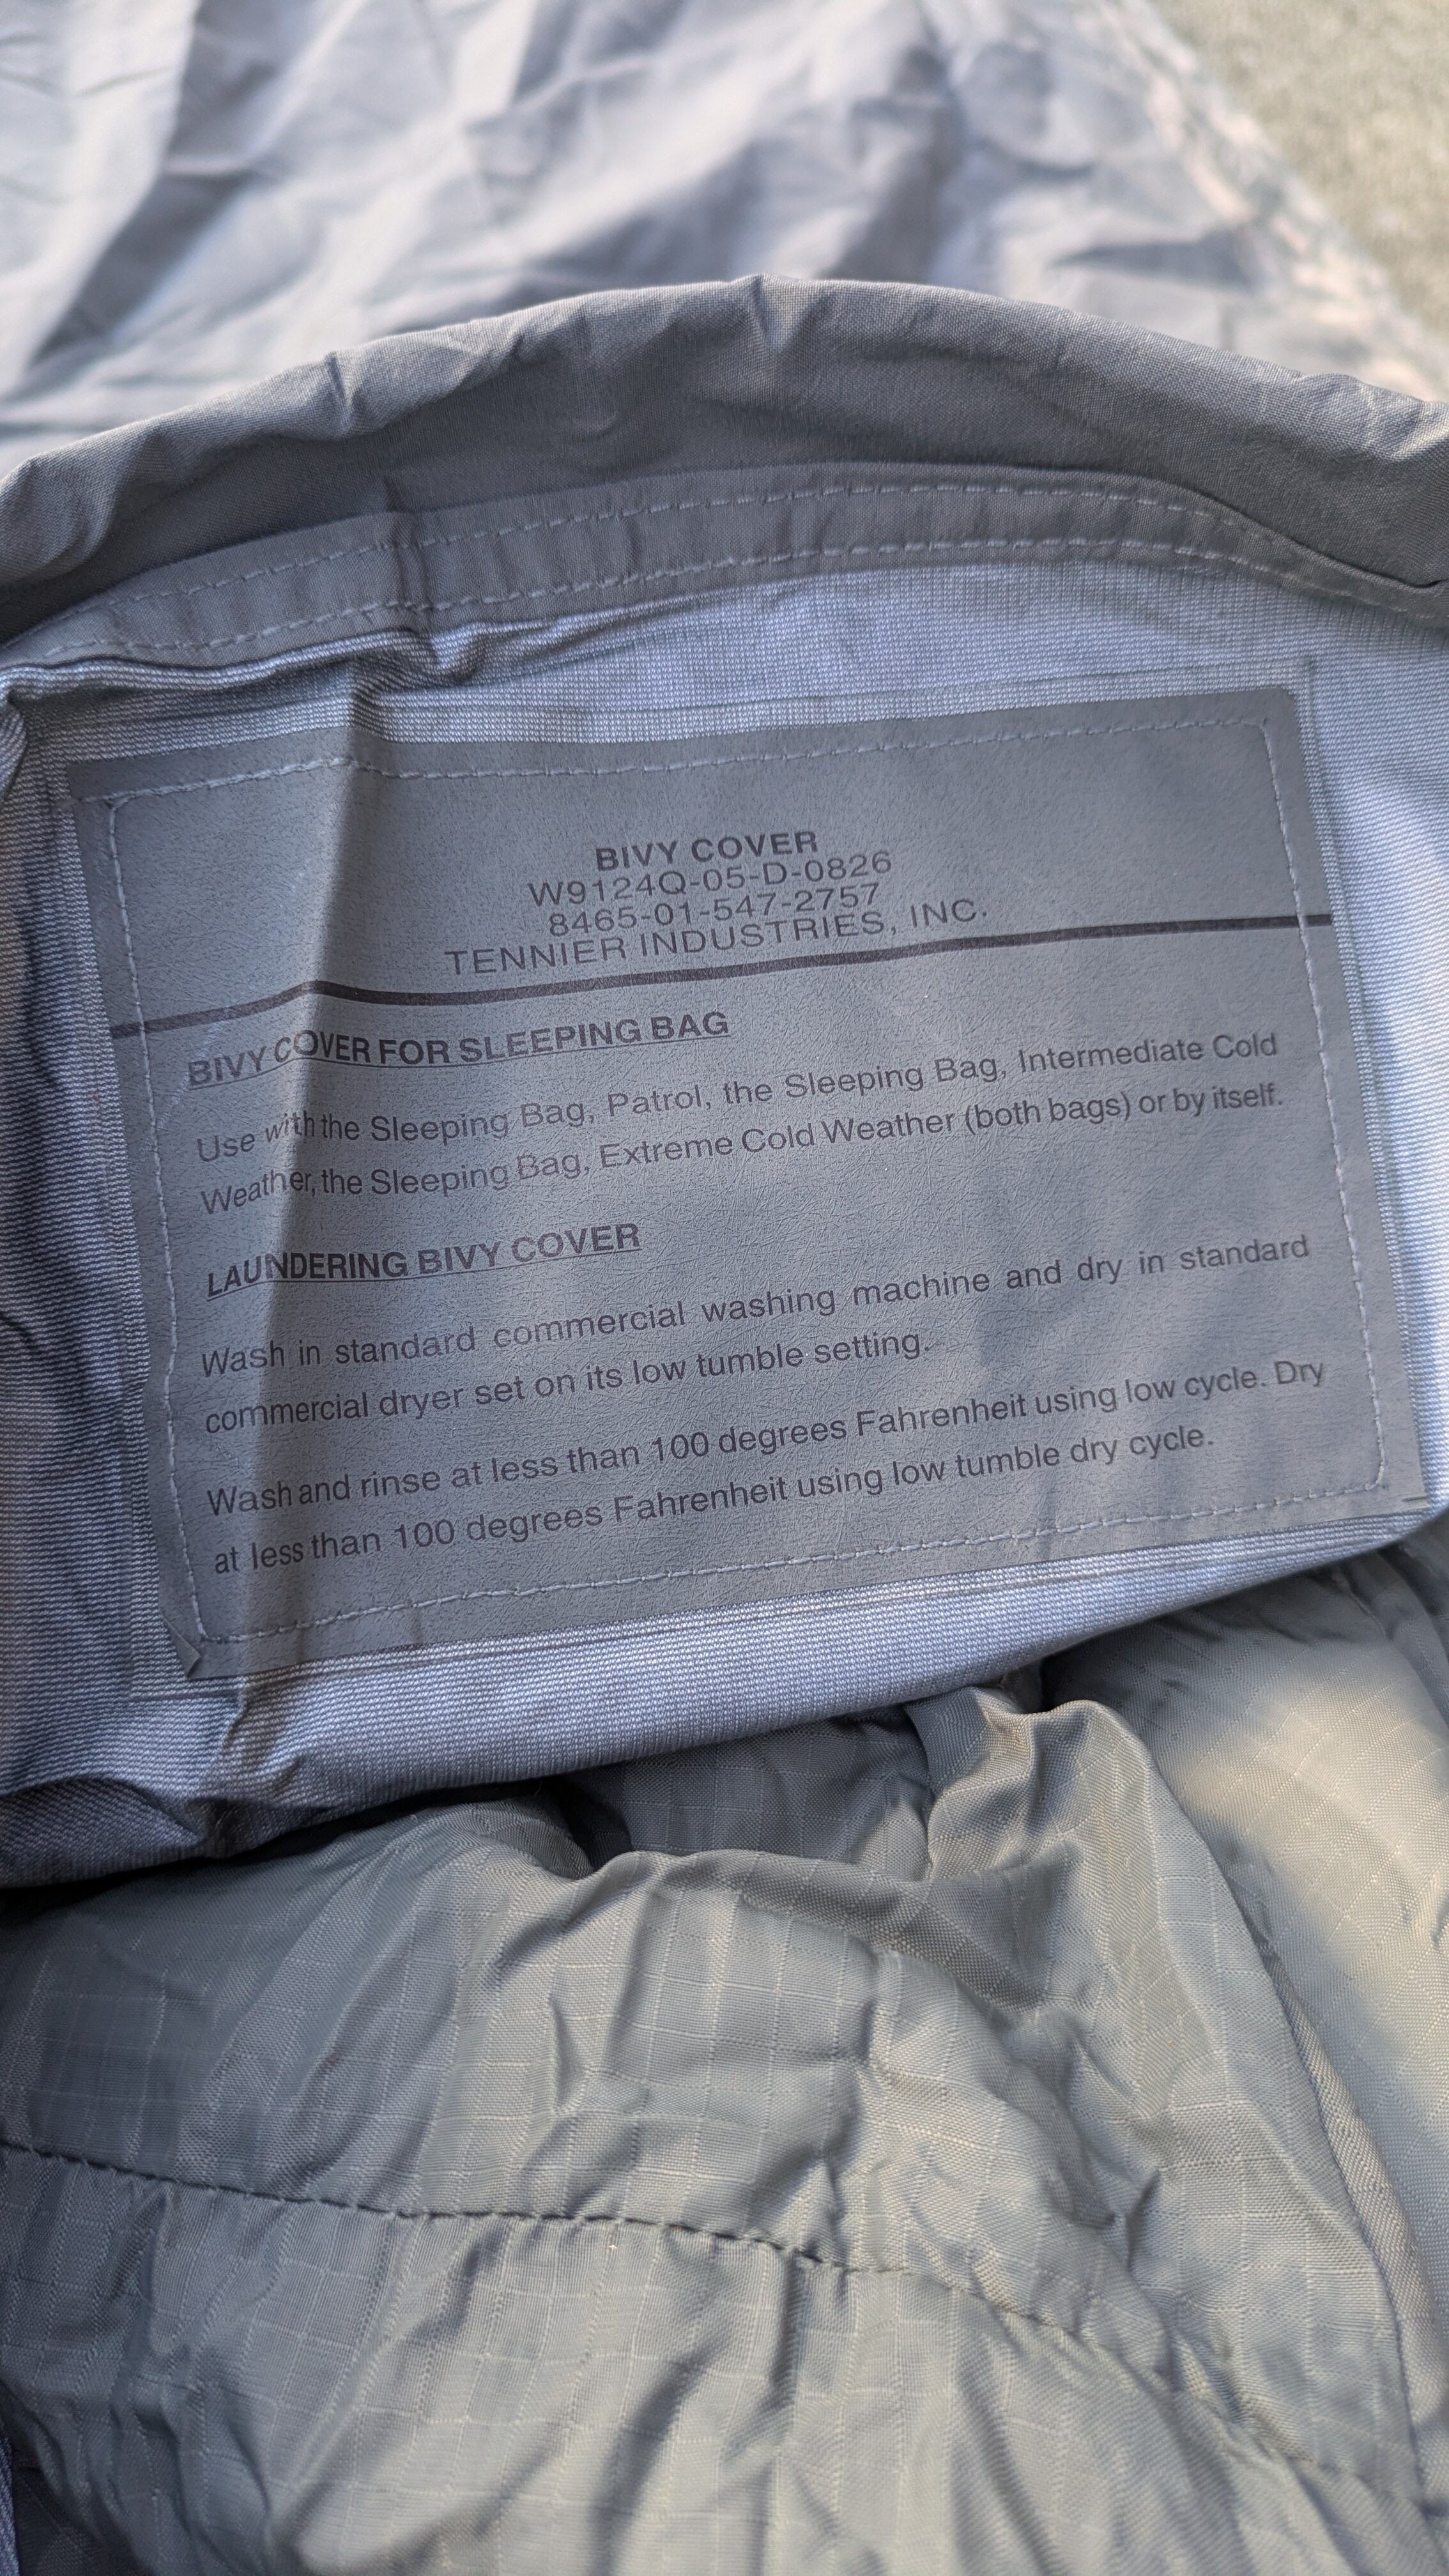 BIVY COVER
W9124Q-05-D-0826
8465-01-547-2757
TENNIER INDUSTRIES, INC.
BIVY COVER FOR SLEEPING BAG
Use with the Sleeping Bag, Patrol, the Sleeping Bag, Intermediate Cold
Weather, the Sleeping Bag, Extreme Cold Weather (both bags) or by itself.
LAUNDERING BIVY COVER
Wash in standard commercial washing machine and dry in standard
commercial dryer set on its low tumble setting.
Wash and rinse at less than 100 degrees Fahrenheit using low cycle. Dry
at less than 100 degrees Fahrenheit using low tumble dry cycle.